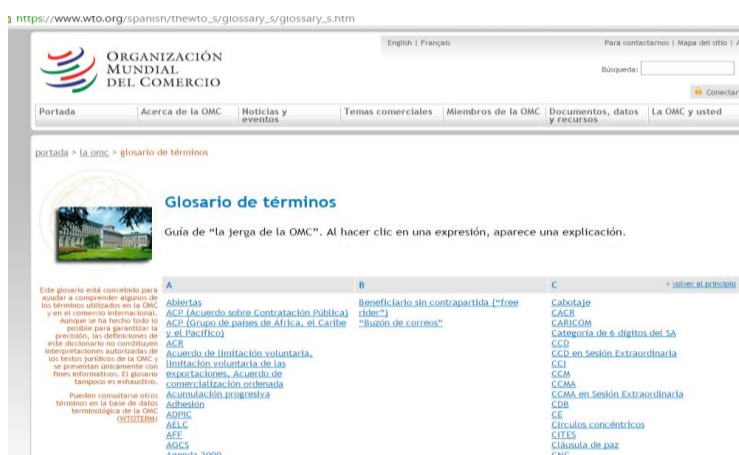 https://www.wto.org/spanish/thewto_s/glossary_s/glossary_s.htm
English | Français
Para contactarnos | Mapa del sitio |
ORGANIZACIÓN
MUNDIAL
DEL COMERCIO
Búsqueda:
Conectar
Portada
Acerca de la OMC
Noticias y
eventos
Temas comerciales
Miembros de la OMC
Documentos, datos
y recursos
La OMC y usted
portada > la omc > glosario de términos
Glosario de términos
Guía de “la jerga de la OMC”. Al hacer clic en una expresión, aparece una explicación.
Este glosario está concebido para
ayudar a comprender algunos de
los términos utilizados en la OMC
y en el comercio internacional.
Aunque se ha hecho todo lo
posible para garantizar la
precisión, las definiciones de
este diccionario no constituyen
interpretaciones autorizadas de
los textos jurídicos de la OMC y
se presentan únicamente con
fines informativos. El glosario
tampoco es exhaustivo.
Pueden consultarse otros
términos en la base de datos
terminológica de la OMC
(WTOTERM)
A
Abiertas
ACP (Acuerdo sobre Contratación Pública)
ACP (Grupo de países de África, el Caribe
y el Pacífico)
ACR
Acuerdo de limitación voluntaria,
limitación voluntaria de las
exportaciones, Acuerdo de
comercialización ordenada
Acumulación progresiva
Adhesión
ADPIC
AELC
AFF
AGCS
Agenda 2000
B
Beneficiario sin contrapartida (“free
rider”)
“Buzón de correos”
C
> volver al principio
Cabotaje
CACR
CARICOM
Categoría de 6 dígitos del SA
CCD
CCD en Sesión Extraordinaria
CCI
CCM
CCMA
CCMA en Sesión Extraordinaria
CDB
CE
Círculos concéntricos
CITES
Cláusula de paz